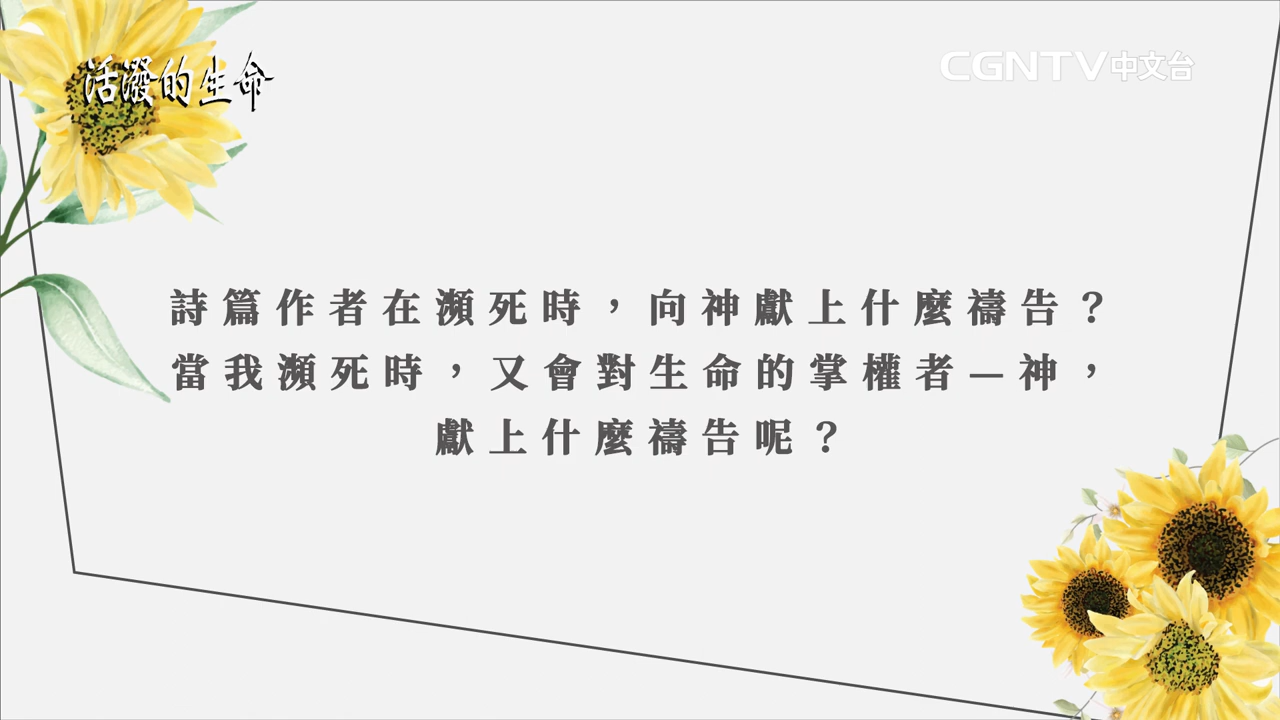 活潑的生命
CGNTV中文台
詩篇作者在瀕死時，向神獻上什麼禱告？
當我瀕死時，又會對生命的掌權者—神，
獻上什麼禱告呢？